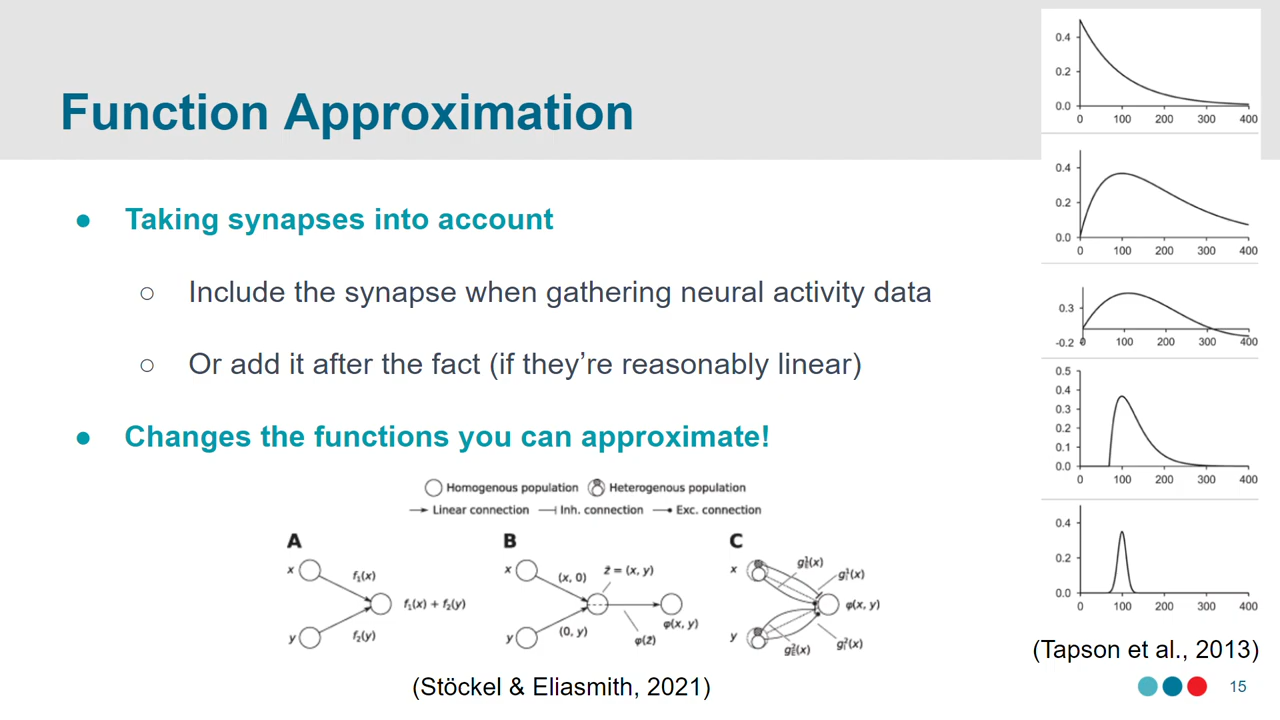 Function Approximation
● Taking synapses into account
○ Include the synapse when gathering neural activity data
○ Or add it after the fact (if they’re reasonably linear)
● Changes the functions you can approximate!
Homogenous population Heterogenous population
Linear connection Inh. connection Exc. connection
A
x
y
f₁(x)
f₂(y)
f₁(x) + f₂(y)
B
x
y
(x, 0)
(0, y)
z⃗ = (x, y)
φ(z⃗)
φ(x, y)
C
x
y
φ(x, y)
(Stöckel & Eliasmith, 2021)
0.4
0.2
0.0
0 100 200 300 400
0.4
0.2
0.0
0 100 200 300 400
0.3
-0.2
0 100 200 300 400
0.5
0.4
0.3
0.2
0.1
0.0
0 100 200 300 400
0.4
0.2
0.0
0 100 200 300 400
(Tapson et al., 2013)
15